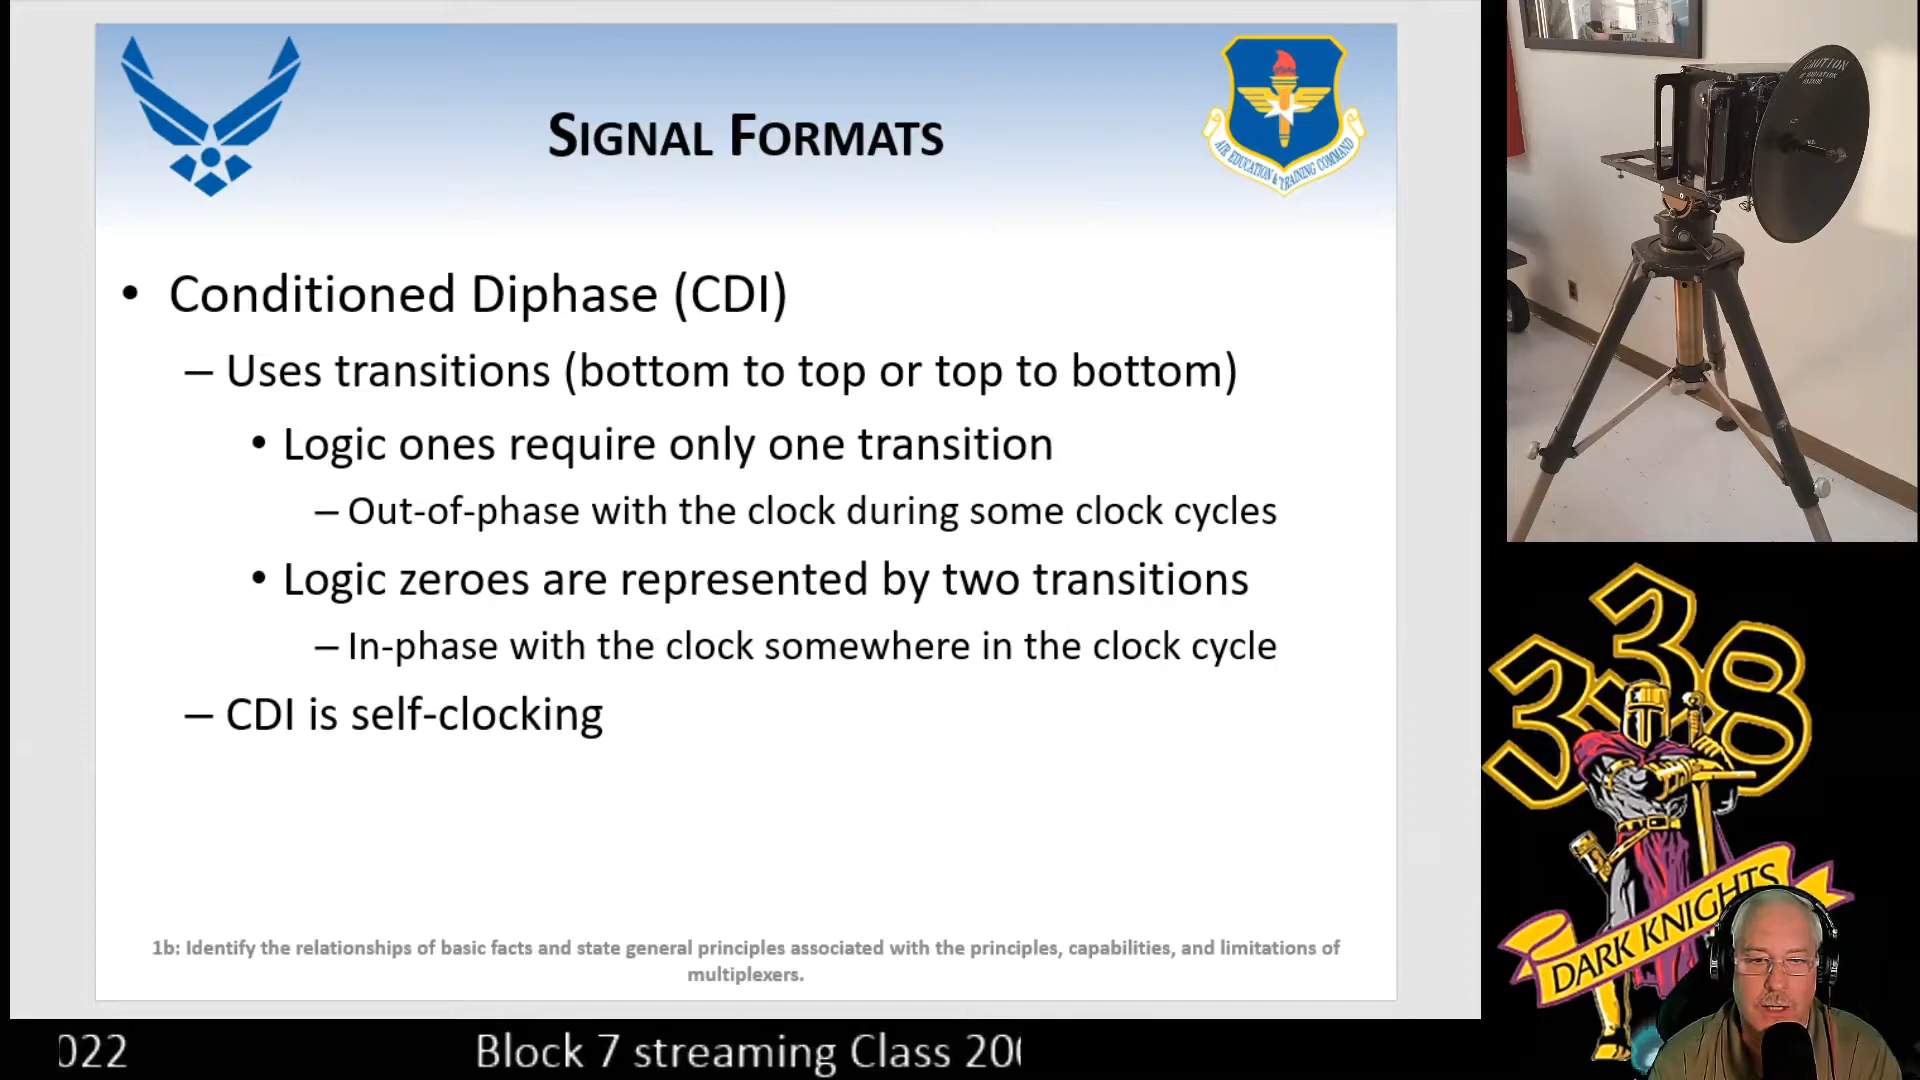 SIGNAL FORMATS
AIR EDUCATION & TRAINING COMMAND
• Conditioned Diphase (CDI)
– Uses transitions (bottom to top or top to bottom)
• Logic ones require only one transition
– Out-of-phase with the clock during some clock cycles
• Logic zeroes are represented by two transitions
– In-phase with the clock somewhere in the clock cycle
– CDI is self-clocking
1b: Identify the relationships of basic facts and state general principles associated with the principles, capabilities, and limitations of
multiplexers.
CAUTION
338
DARK KNIGHTS
022
Block 7 streaming Class 20